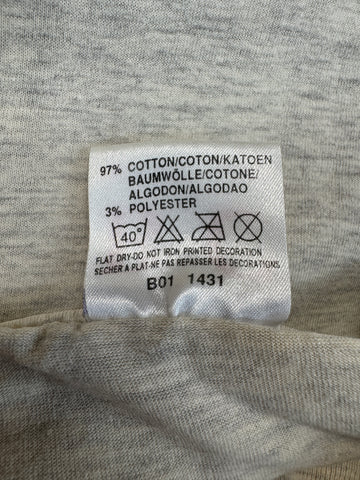 97% COTTON/COTON/KATOEN
BAUMWÖLLE/COTONE/
ALGODON/ALGODAO
3% POLYESTER
40°
FLAT DRY-DO NOT IRON PRINTED DECORATION
SECHER A PLAT-NE PAS REPASSER LES DECORATIONS
B01 1431